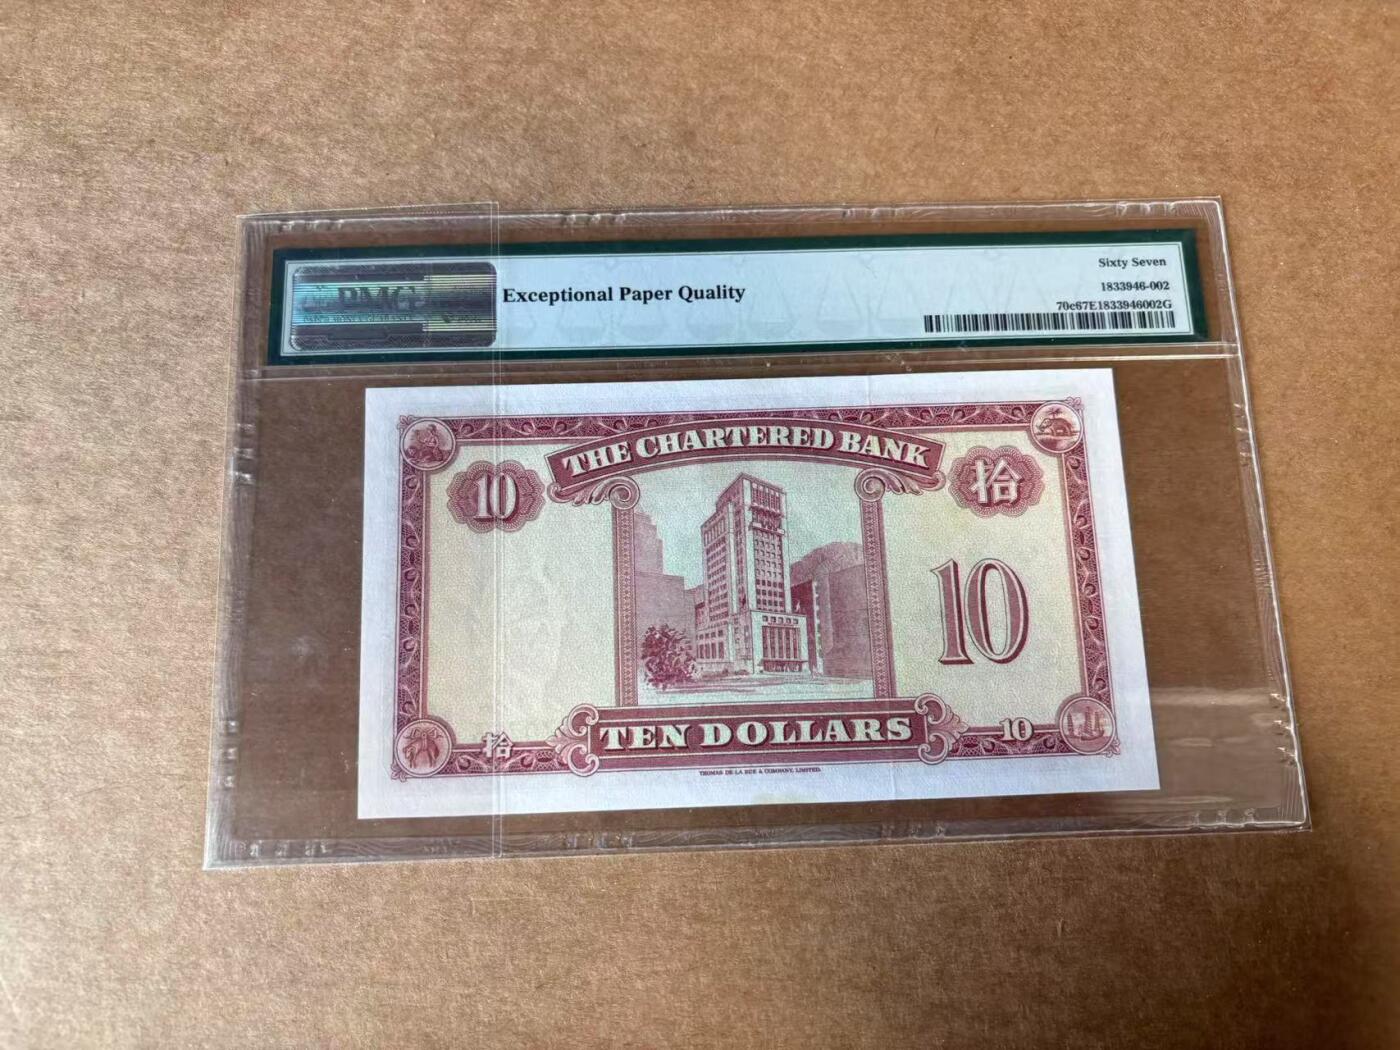 PMG
Exceptional Paper Quality
Sixty Seven
1833946-002
70c67E1833946002G
THE CHARTERED BANK
10
拾
10
TEN DOLLARS
拾
10
THOMAS DE LA RUE & COMPANY, LIMITED.